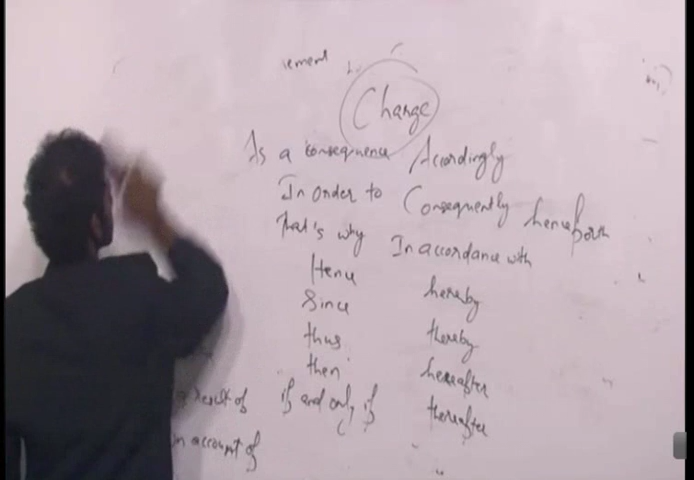 Change
As a consequence Accordingly
In order to Consequently henceforth
That's why In accordance with
Hence hereby
Since thereby
thus hereafter
then thereafter
a result of if and only if
on account of